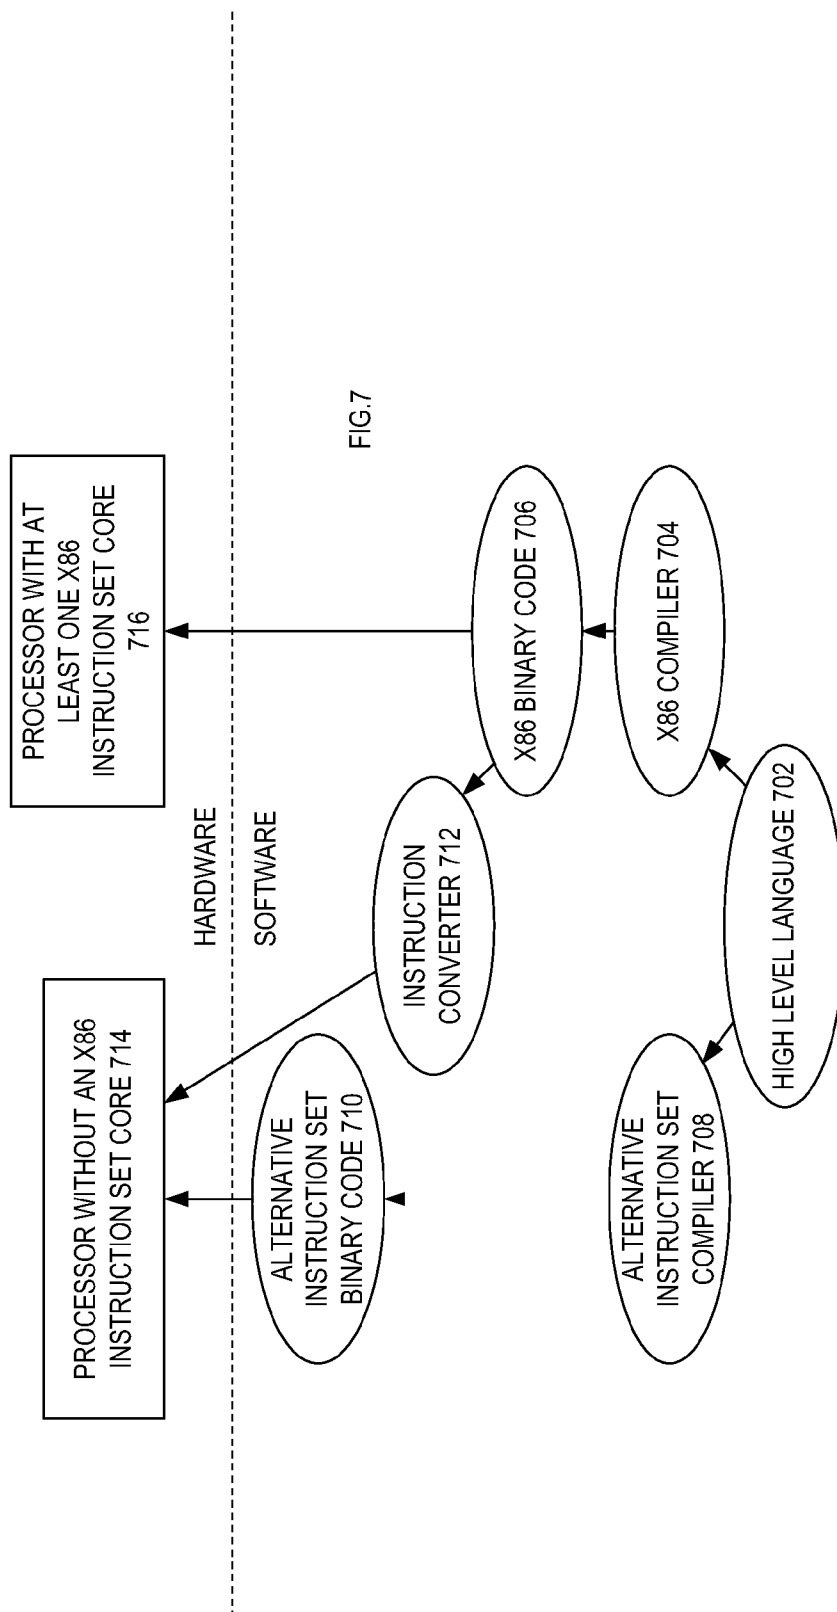 PROCESSOR WITHOUT AN X86
INSTRUCTION SET CORE 714
PROCESSOR WITH AT
LEAST ONE X86
INSTRUCTION SET CORE
716
HARDWARE
SOFTWARE
ALTERNATIVE
INSTRUCTION SET
BINARY CODE 710
INSTRUCTION
CONVERTER 712
FIG.7
X86 BINARY CODE 706
ALTERNATIVE
INSTRUCTION SET
COMPILER 708
X86 COMPILER 704
HIGH LEVEL LANGUAGE 702